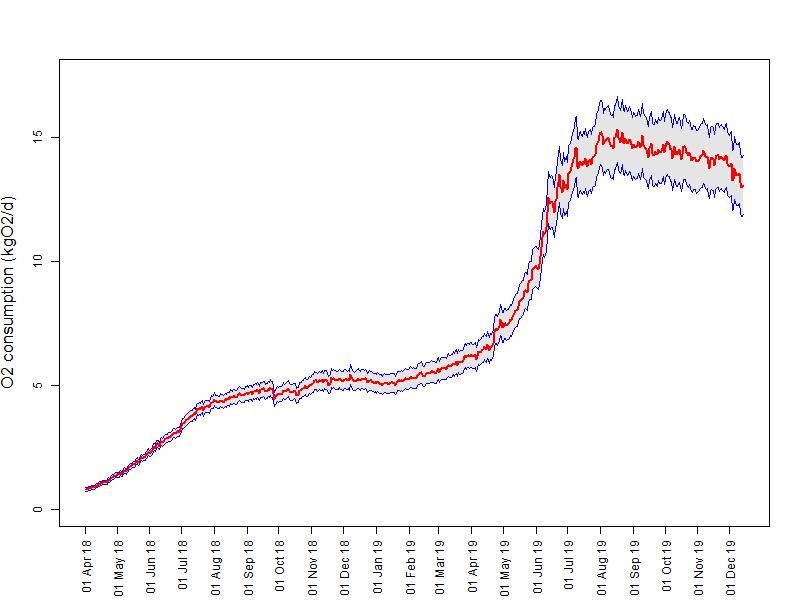 O2 consumption (kgO2/d)
15
10
5
0
01 Apr 18
01 May 18
01 Jun 18
01 Jul 18
01 Aug 18
01 Sep 18
01 Oct 18
01 Nov 18
01 Dec 18
01 Jan 19
01 Feb 19
01 Mar 19
01 Apr 19
01 May 19
01 Jun 19
01 Jul 19
01 Aug 19
01 Sep 19
01 Oct 19
01 Nov 19
01 Dec 19